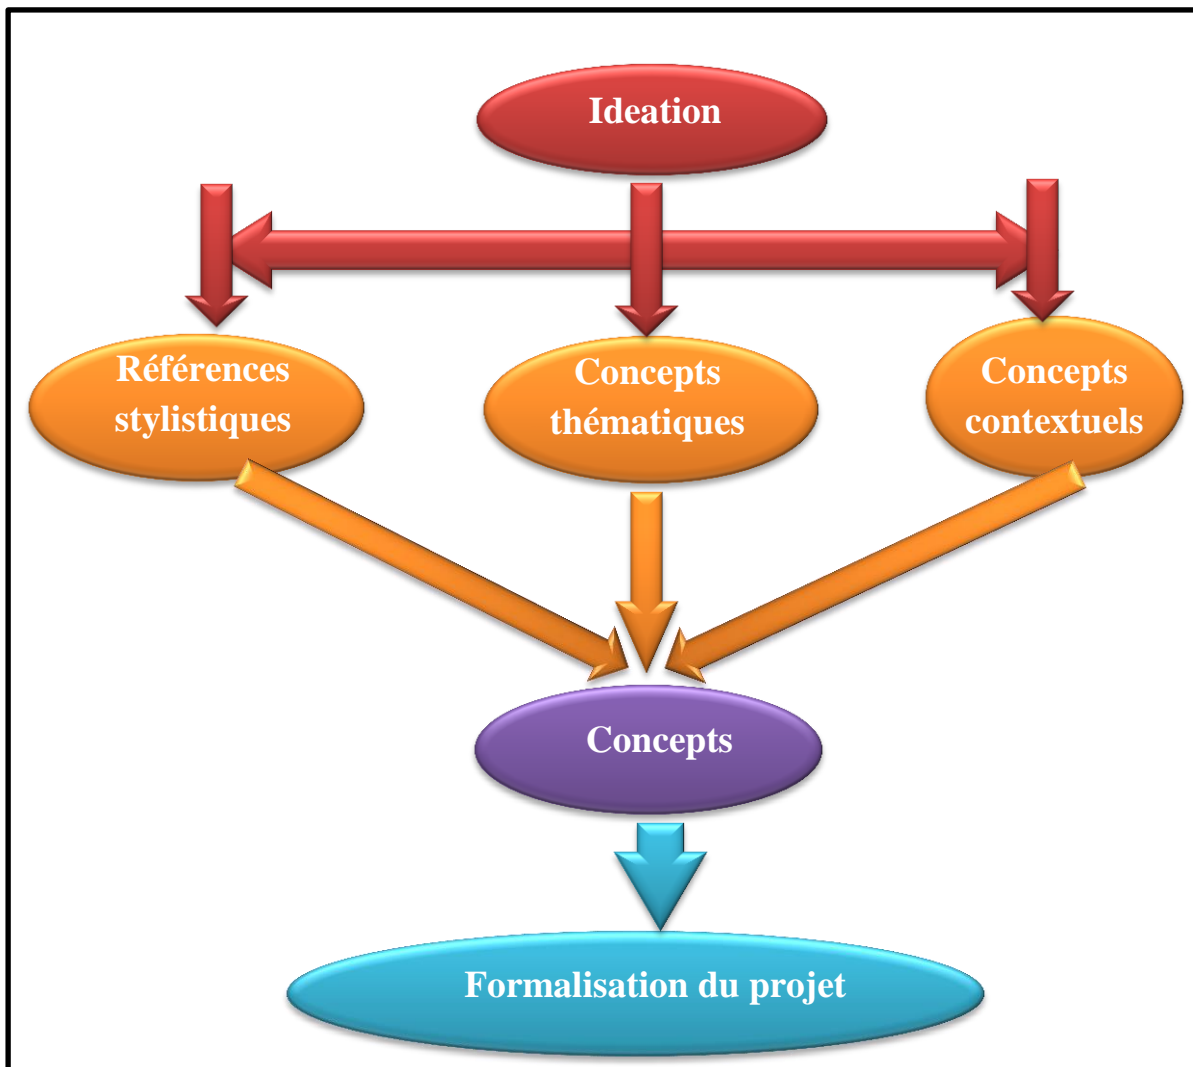 Ideation
Références
stylistiques
Concepts
thématiques
Concepts
contextuels
Concepts
Formalisation du projet